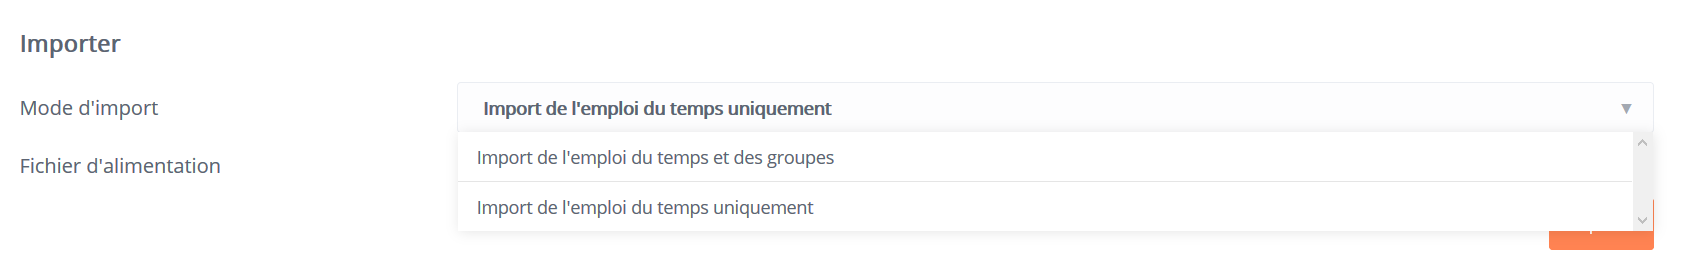 Importer
Mode d'import
Import de l'emploi du temps uniquement
Import de l'emploi du temps et des groupes
Fichier d'alimentation
Import de l'emploi du temps uniquement